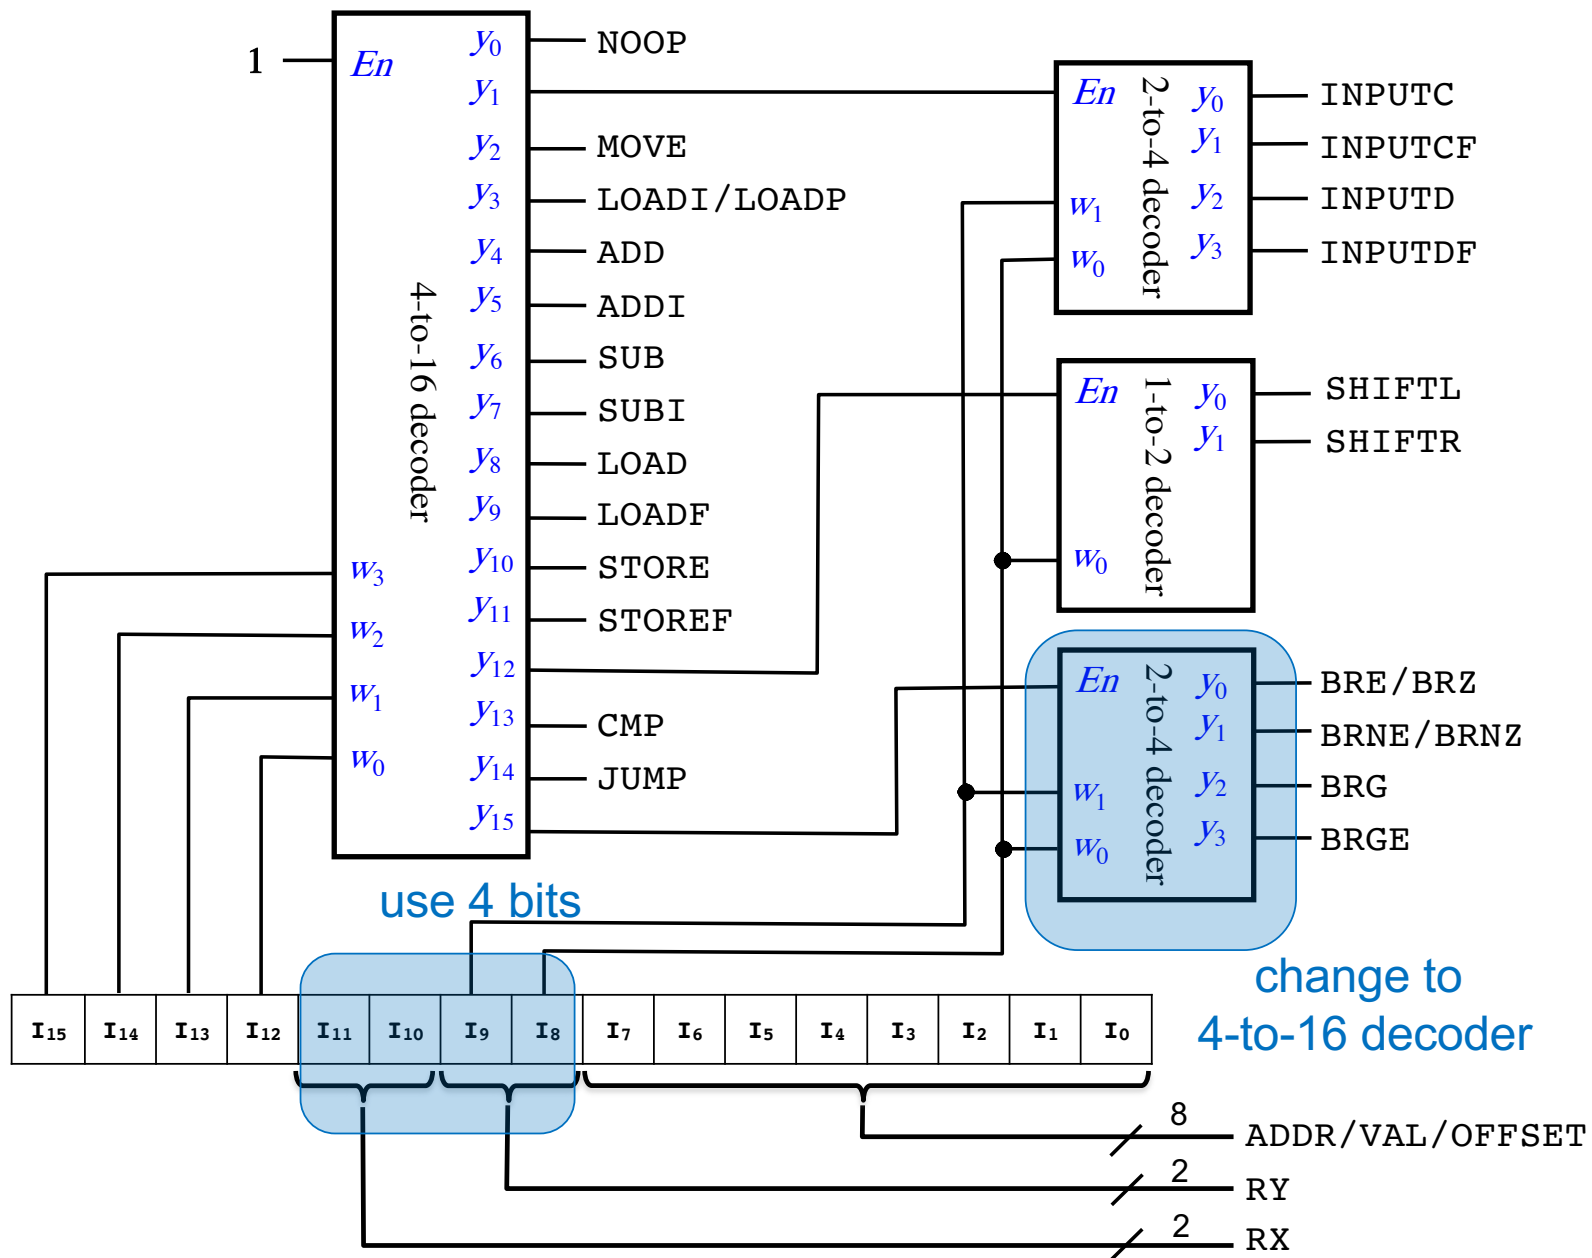 1
En
y0
y1
y2
y3
y4
y5
y6
y7
y8
y9
y10
y11
y12
y13
y14
y15
w3
w2
w1
w0
4-to-16 decoder
NOOP
MOVE
LOADI/LOADP
ADD
ADDI
SUB
SUBI
LOAD
LOADF
STORE
STOREF
CMP
JUMP
En
w1
w0
2-to-4 decoder
y0
y1
y2
y3
INPUTC
INPUTCF
INPUTD
INPUTDF
En
w0
1-to-2 decoder
y0
y1
SHIFTL
SHIFTR
En
w1
w0
2-to-4 decoder
y0
y1
y2
y3
BRE/BRZ
BRNE/BRNZ
BRG
BRGE
use 4 bits
change to
4-to-16 decoder
I15 I14 I13 I12 I11 I10 I9 I8 I7 I6 I5 I4 I3 I2 I1 I0
8 ADDR/VAL/OFFSET
2 RY
2 RX